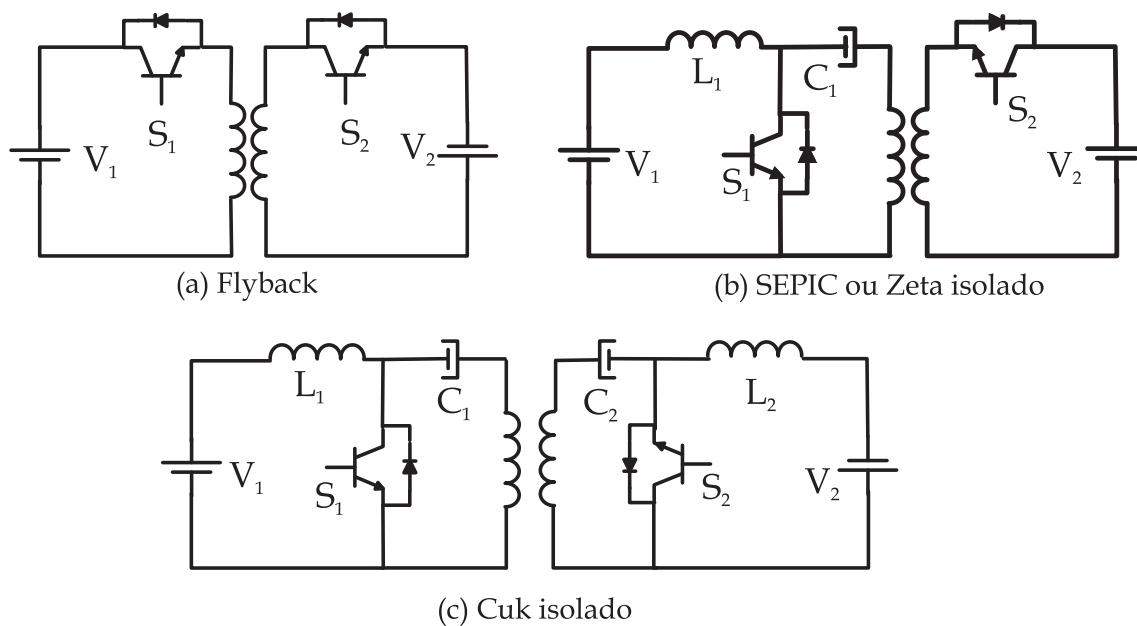 S₁
S₂
V₁
V₂
(a) Flyback
L₁
C₁
S₂
V₁
S₁
V₂
(b) SEPIC ou Zeta isolado
L₁
C₁
C₂
L₂
V₁
S₁
S₂
V₂
(c) Cuk isolado